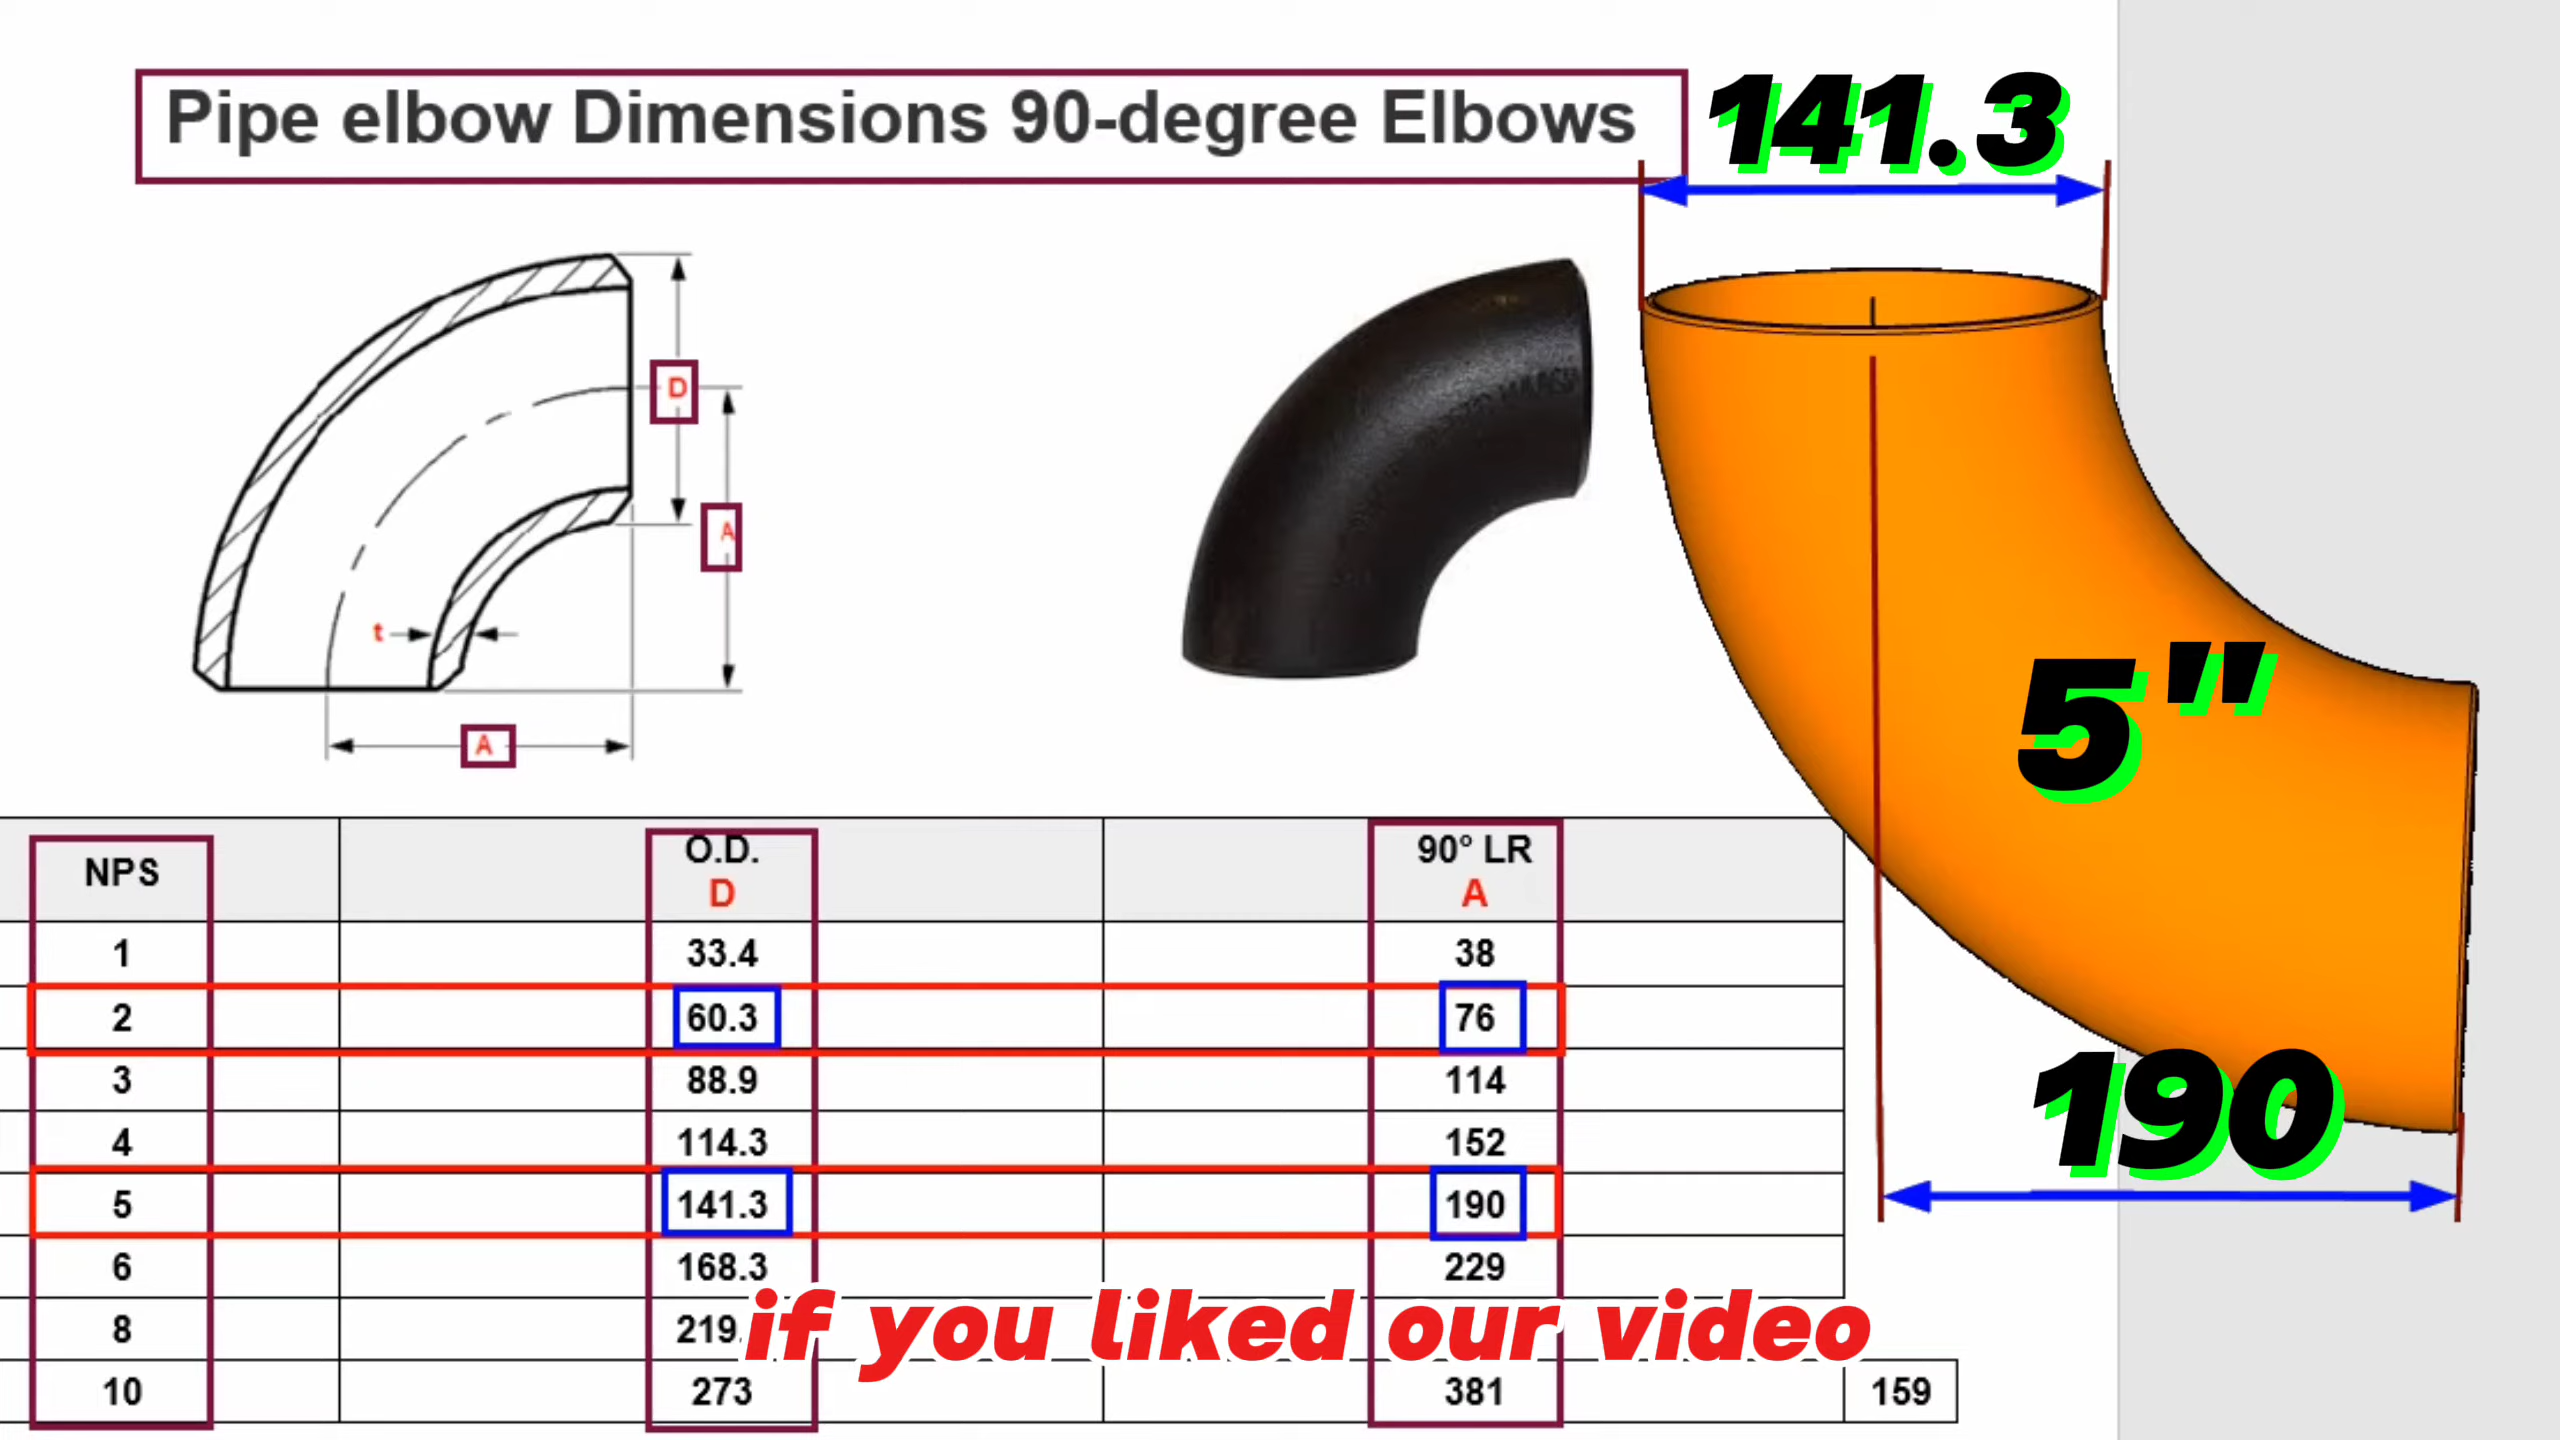 Pipe elbow Dimensions 90-degree Elbows
141.3
D
A
t
A
5"
190
NPS O.D. D 90° LR A
1 33.4 38
2 60.3 76
3 88.9 114
4 114.3 152
5 141.3 190
6 168.3 229
8 219.
if you liked our video
10 273 381 159